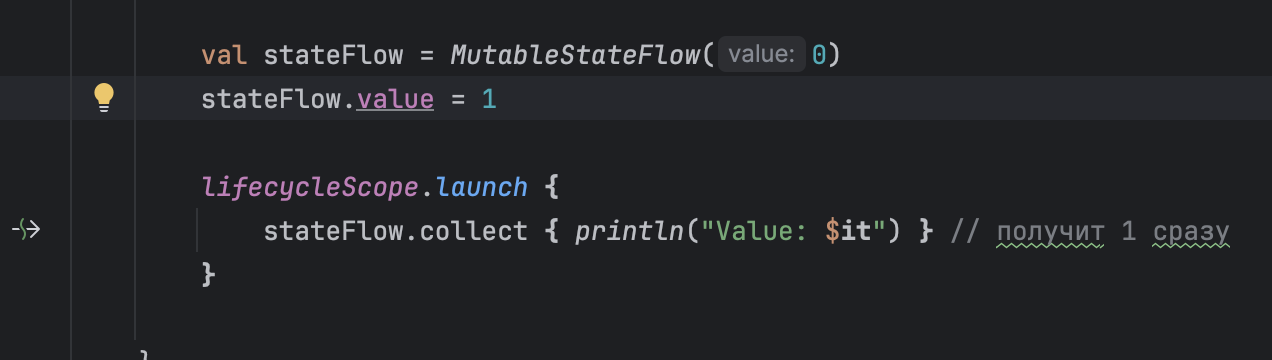 val stateFlow = MutableStateFlow( value: 0)
stateFlow.value = 1
lifecycleScope.launch {
stateFlow.collect { println("Value: $it") } // получит 1 сразу
}
}